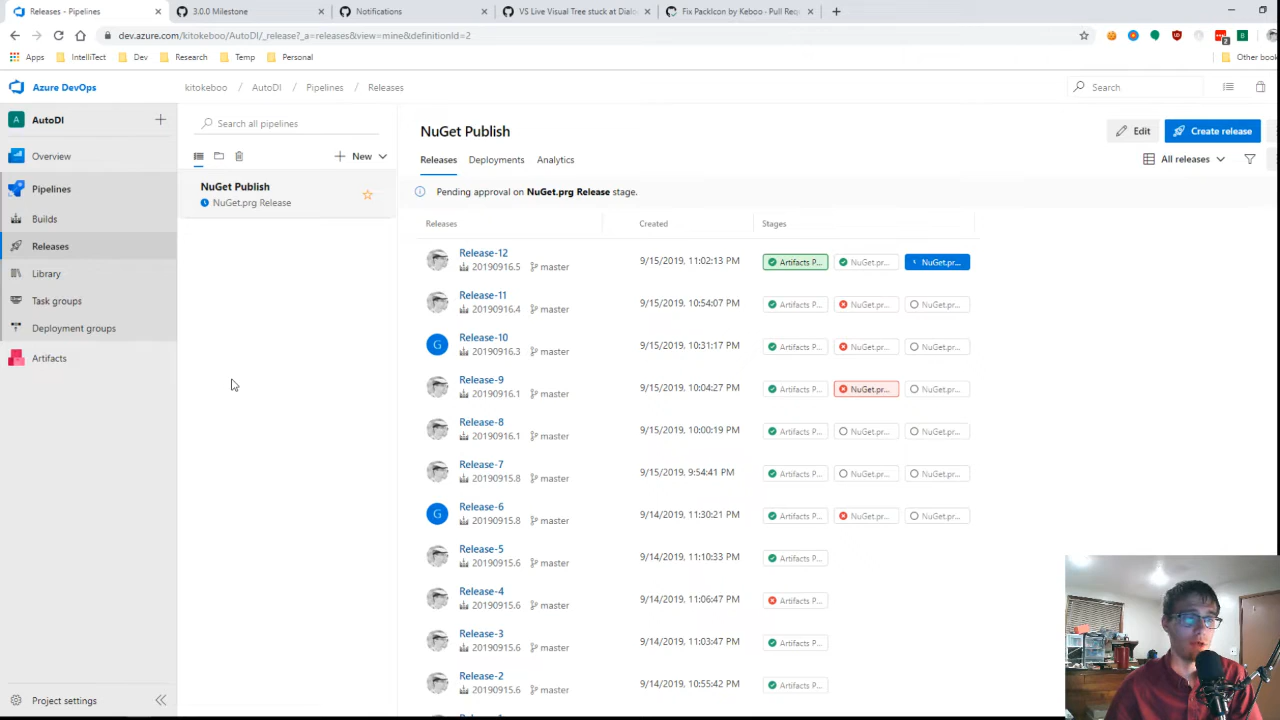 Releases - Pipelines
3.0.0 Milestone
Notifications
VS Live Visual Tree stuck at Dialo
Fix PackIcon by Keboo · Pull Req
dev.azure.com/kitokeboo/AutoDI/_release?_a=releases&view=mine&definitionId=2
Apps
IntelliTect
Dev
Research
Temp
Personal
Other book
Azure DevOps
kitokeboo / AutoDI / Pipelines / Releases
Search
A AutoDI
Overview
Pipelines
Builds
Releases
Library
Task groups
Deployment groups
Artifacts
Project settings
Search all pipelines
New
NuGet Publish
NuGet.prg Release
NuGet Publish
Edit
Create release
Releases
Deployments
Analytics
All releases
Pending approval on NuGet.prg Release stage.
Releases Created Stages
Release-12 9/15/2019, 11:02:13 PM Artifacts P... NuGet.pr... NuGet.pr...
20190916.5 master
Release-11 9/15/2019, 10:54:07 PM Artifacts P... NuGet.pr... NuGet.pr...
20190916.4 master
G Release-10 9/15/2019, 10:31:17 PM Artifacts P... NuGet.pr... NuGet.pr...
20190916.3 master
Release-9 9/15/2019, 10:04:27 PM Artifacts P... NuGet.pr... NuGet.pr...
20190916.1 master
Release-8 9/15/2019, 10:00:19 PM Artifacts P... NuGet.pr... NuGet.pr...
20190916.1 master
Release-7 9/15/2019, 9:54:41 PM Artifacts P... NuGet.pr... NuGet.pr...
20190915.8 master
G Release-6 9/14/2019, 11:30:21 PM Artifacts P... NuGet.pr... NuGet.pr...
20190915.8 master
Release-5 9/14/2019, 11:10:33 PM Artifacts P...
20190915.6 master
Release-4 9/14/2019, 11:06:47 PM Artifacts P...
20190915.6 master
Release-3 9/14/2019, 11:03:47 PM Artifacts P...
20190915.6 master
Release-2 9/14/2019, 10:55:42 PM Artifacts P...
20190915.6 master